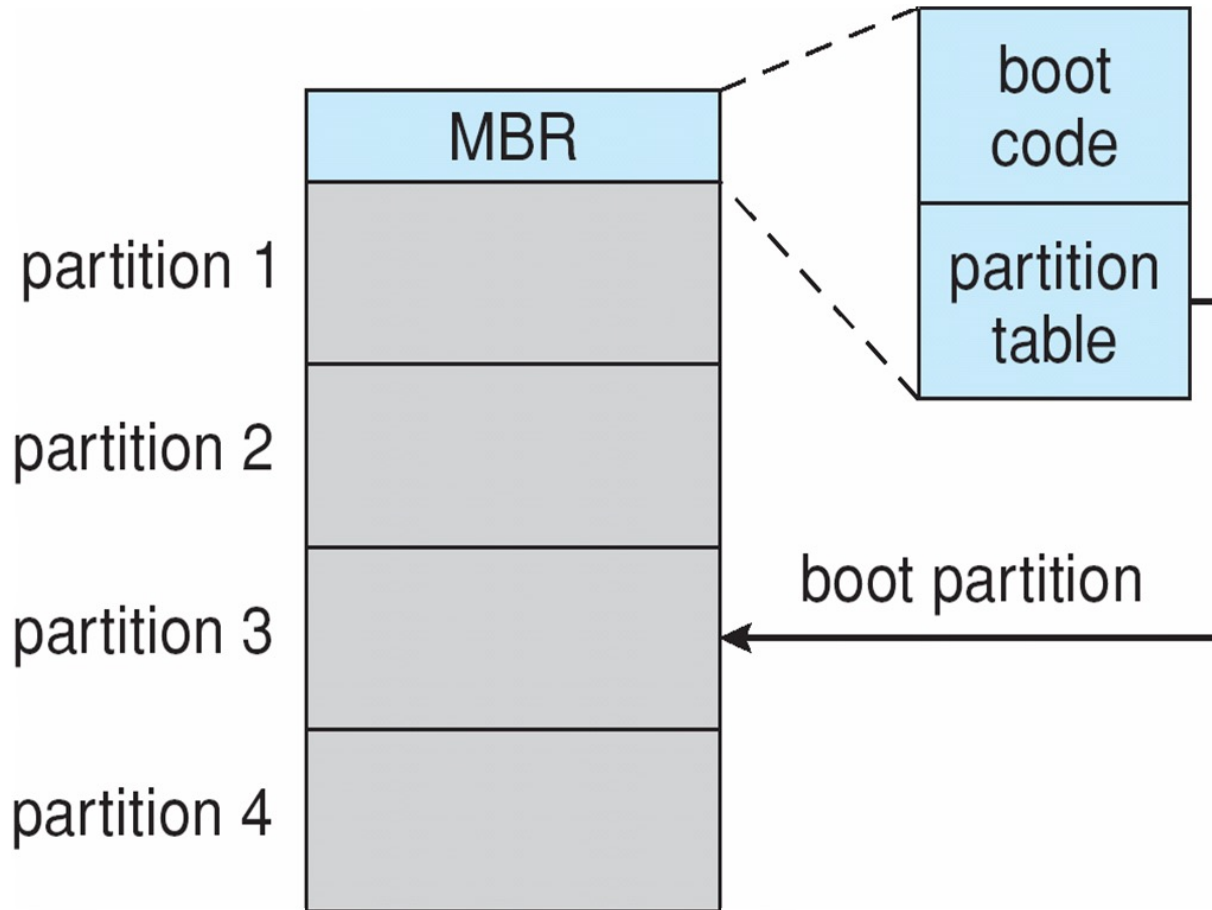 boot
code
MBR
partition
table
partition 1
partition 2
boot partition
partition 3
partition 4